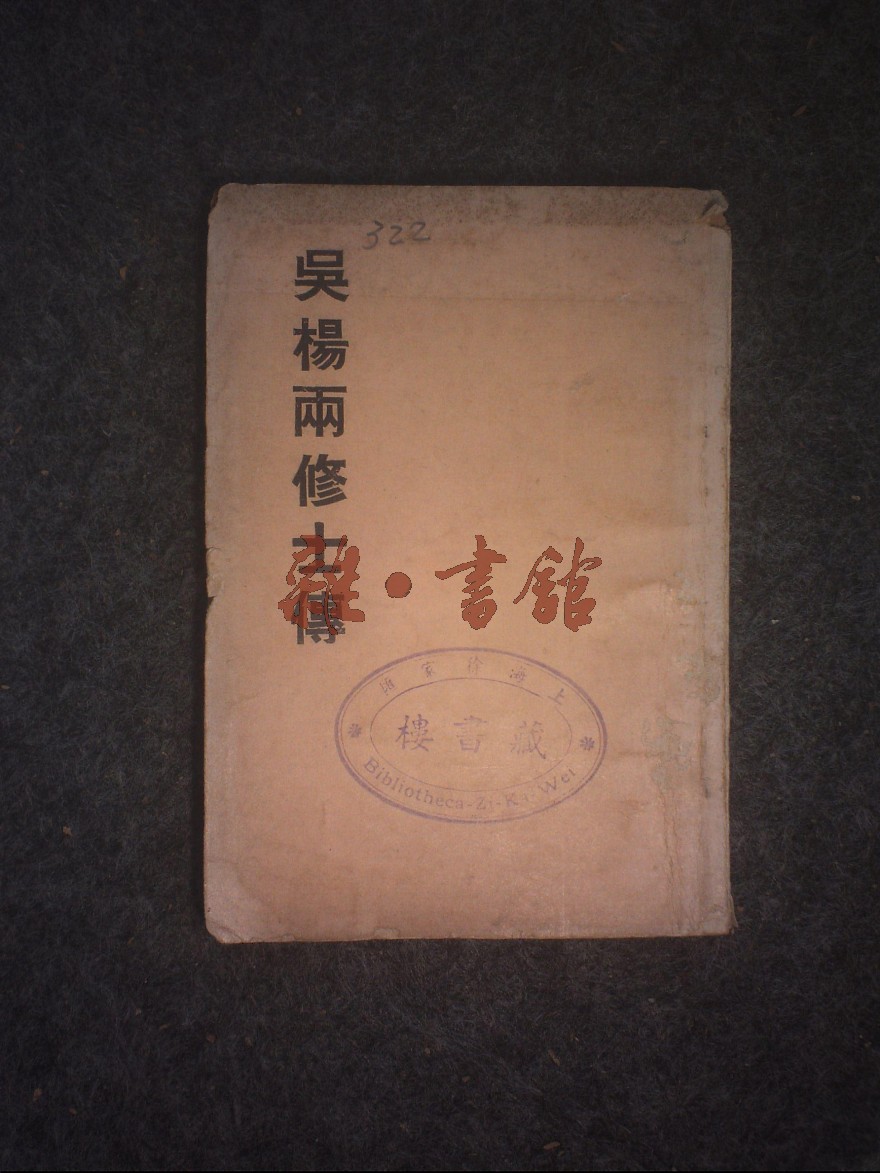 322
吳楊兩修士傳
雜·書館
上海徐家匯
藏書樓
Bibliotheca-Zi-Ka-Wei